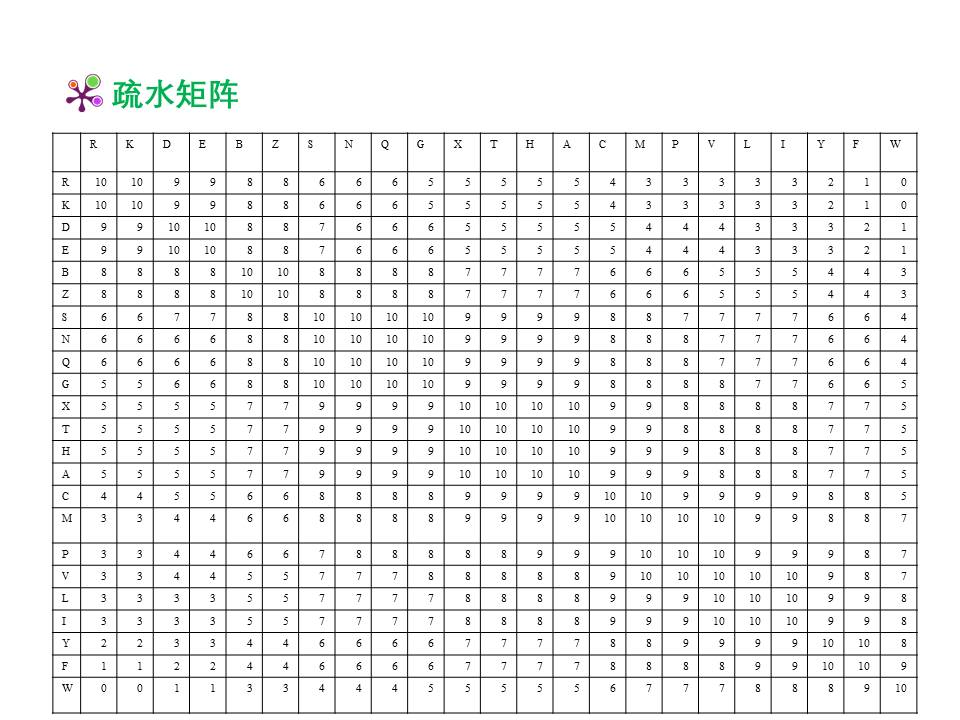 疏水矩阵
R K D E B Z S N Q G X T H A C M P V L I Y F W
R 10 10 9 9 8 8 6 6 6 5 5 5 5 5 4 3 3 3 3 3 2 1 0
K 10 10 9 9 8 8 6 6 6 5 5 5 5 5 4 3 3 3 3 3 2 1 0
D 9 9 10 10 8 8 7 6 6 6 5 5 5 5 5 4 4 4 3 3 3 2 1
E 9 9 10 10 8 8 7 6 6 6 5 5 5 5 5 4 4 4 3 3 3 2 1
B 8 8 8 8 10 10 8 8 8 8 7 7 7 7 6 6 6 5 5 5 4 4 3
Z 8 8 8 8 10 10 8 8 8 8 7 7 7 7 6 6 6 5 5 5 4 4 3
S 6 6 7 7 8 8 10 10 10 10 9 9 9 9 8 8 7 7 7 7 6 6 4
N 6 6 6 6 8 8 10 10 10 10 9 9 9 9 8 8 8 7 7 7 6 6 4
Q 6 6 6 6 8 8 10 10 10 10 9 9 9 9 8 8 8 7 7 7 6 6 4
G 5 5 6 6 8 8 10 10 10 10 9 9 9 9 8 8 8 8 7 7 6 6 5
X 5 5 5 5 7 7 9 9 9 9 10 10 10 10 9 9 8 8 8 8 7 7 5
T 5 5 5 5 7 7 9 9 9 9 10 10 10 10 9 9 8 8 8 8 7 7 5
H 5 5 5 5 7 7 9 9 9 9 10 10 10 10 9 9 9 8 8 8 7 7 5
A 5 5 5 5 7 7 9 9 9 9 10 10 10 10 9 9 9 8 8 8 7 7 5
C 4 4 5 5 6 6 8 8 8 8 9 9 9 9 10 10 9 9 9 9 8 8 5
M 3 3 4 4 6 6 8 8 8 8 9 9 9 9 10 10 10 10 9 9 8 8 7
P 3 3 4 4 6 6 7 8 8 8 8 8 9 9 9 10 10 10 9 9 9 8 7
V 3 3 4 4 5 5 7 7 7 8 8 8 8 8 9 10 10 10 10 10 9 8 7
L 3 3 3 3 5 5 7 7 7 7 8 8 8 8 9 9 9 10 10 10 9 9 8
I 3 3 3 3 5 5 7 7 7 7 8 8 8 8 9 9 9 10 10 10 9 9 8
Y 2 2 3 3 4 4 6 6 6 6 7 7 7 7 8 8 9 9 9 9 10 10 8
F 1 1 2 2 4 4 6 6 6 6 7 7 7 7 8 8 8 8 9 9 10 10 9
W 0 0 1 1 3 3 4 4 4 5 5 5 5 5 6 7 7 7 8 8 8 9 10